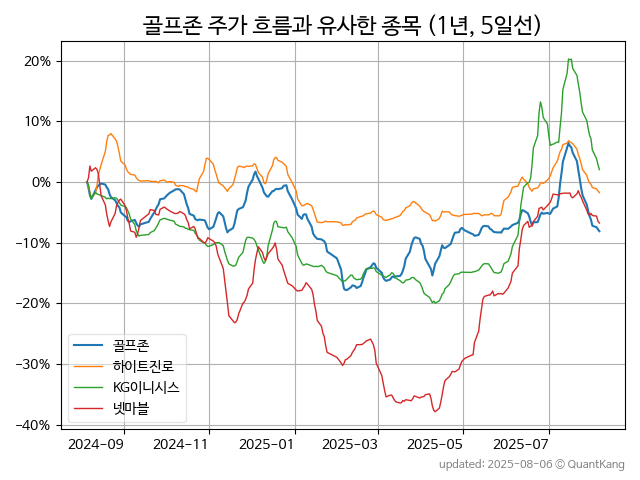 골프존 주가 흐름과 유사한 종목 (1년, 5일선)
20%
10%
0%
−10%
−20%
−30%
−40%
골프존
하이트진로
KG이니시스
넷마블
2024-09
2024-11
2025-01
2025-03
2025-05
2025-07
updated: 2025-08-06 ⓒ QuantKang